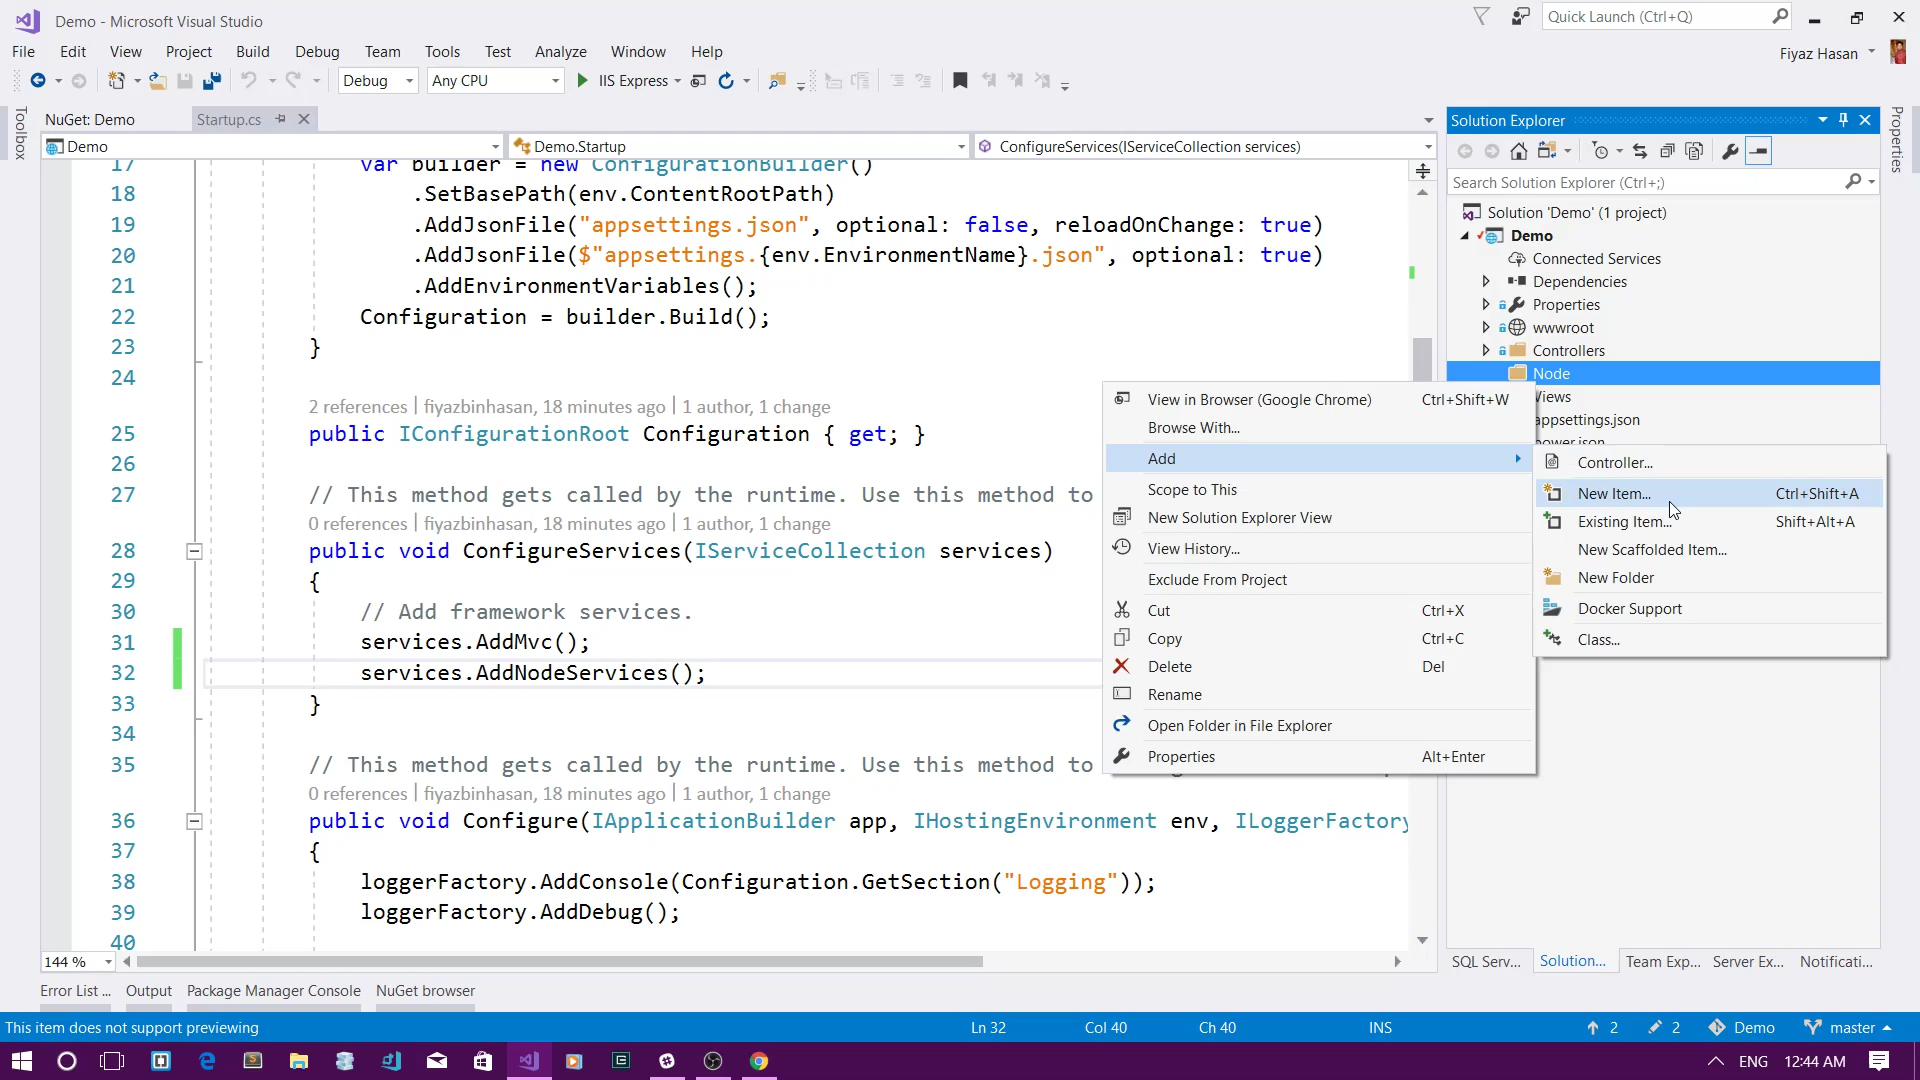 Demo - Microsoft Visual Studio
Quick Launch (Ctrl+Q)
File Edit View Project Build Debug Team Tools Test Analyze Window Help
Fiyaz Hasan
Debug Any CPU IIS Express
Toolbox
NuGet: Demo Startup.cs
Demo Demo.Startup ConfigureServices(IServiceCollection services)
17 var builder = new ConfigurationBuilder()
18 .SetBasePath(env.ContentRootPath)
19 .AddJsonFile("appsettings.json", optional: false, reloadOnChange: true)
20 .AddJsonFile($"appsettings.{env.EnvironmentName}.json", optional: true)
21 .AddEnvironmentVariables();
22 Configuration = builder.Build();
23 }
24
2 references | fiyazbinhasan, 18 minutes ago | 1 author, 1 change
25 public IConfigurationRoot Configuration { get; }
26
27 // This method gets called by the runtime. Use this method to
0 references | fiyazbinhasan, 18 minutes ago | 1 author, 1 change
28 public void ConfigureServices(IServiceCollection services)
29 {
30 // Add framework services.
31 services.AddMvc();
32 services.AddNodeServices();
33 }
34
35 // This method gets called by the runtime. Use this method to
0 references | fiyazbinhasan, 18 minutes ago | 1 author, 1 change
36 public void Configure(IApplicationBuilder app, IHostingEnvironment env, ILoggerFactory
37 {
38 loggerFactory.AddConsole(Configuration.GetSection("Logging"));
39 loggerFactory.AddDebug();
40
144 %
View in Browser (Google Chrome) Ctrl+Shift+W
Browse With...
Add
Scope to This
New Solution Explorer View
View History...
Exclude From Project
Cut Ctrl+X
Copy Ctrl+C
Delete Del
Rename
Open Folder in File Explorer
Properties Alt+Enter
Controller...
New Item... Ctrl+Shift+A
Existing Item... Shift+Alt+A
New Scaffolded Item...
New Folder
Docker Support
Class...
Solution Explorer
Search Solution Explorer (Ctrl+;)
Solution 'Demo' (1 project)
Demo
Connected Services
Dependencies
Properties
wwwroot
Controllers
Node
Views
appsettings.json
power.json
Properties
SQL Serv... Solution... Team Exp... Server Ex... Notificati...
Error List ... Output Package Manager Console NuGet browser
This item does not support previewing Ln 32 Col 40 Ch 40 INS 2 2 Demo master
ENG 12:44 AM